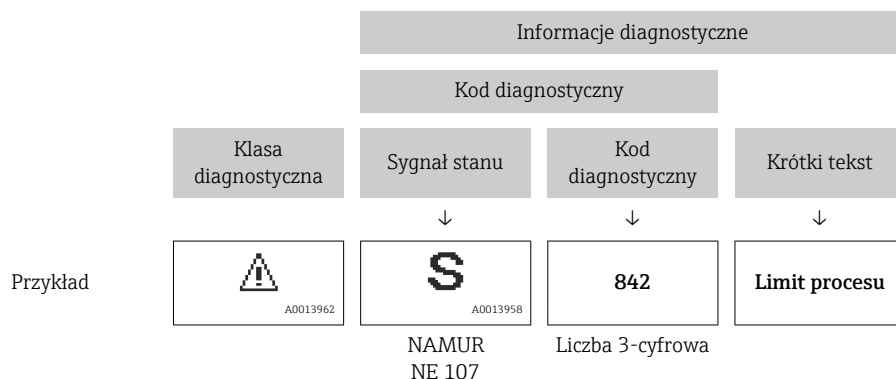 Informacje diagnostyczne
Kod diagnostyczny
Klasa
diagnostyczna
Sygnał stanu
Kod
diagnostyczny
Krótki tekst
↓ ↓ ↓
Przykład
A0013962
S
A0013958
842
Limit procesu
NAMUR
NE 107
Liczba 3-cyfrowa